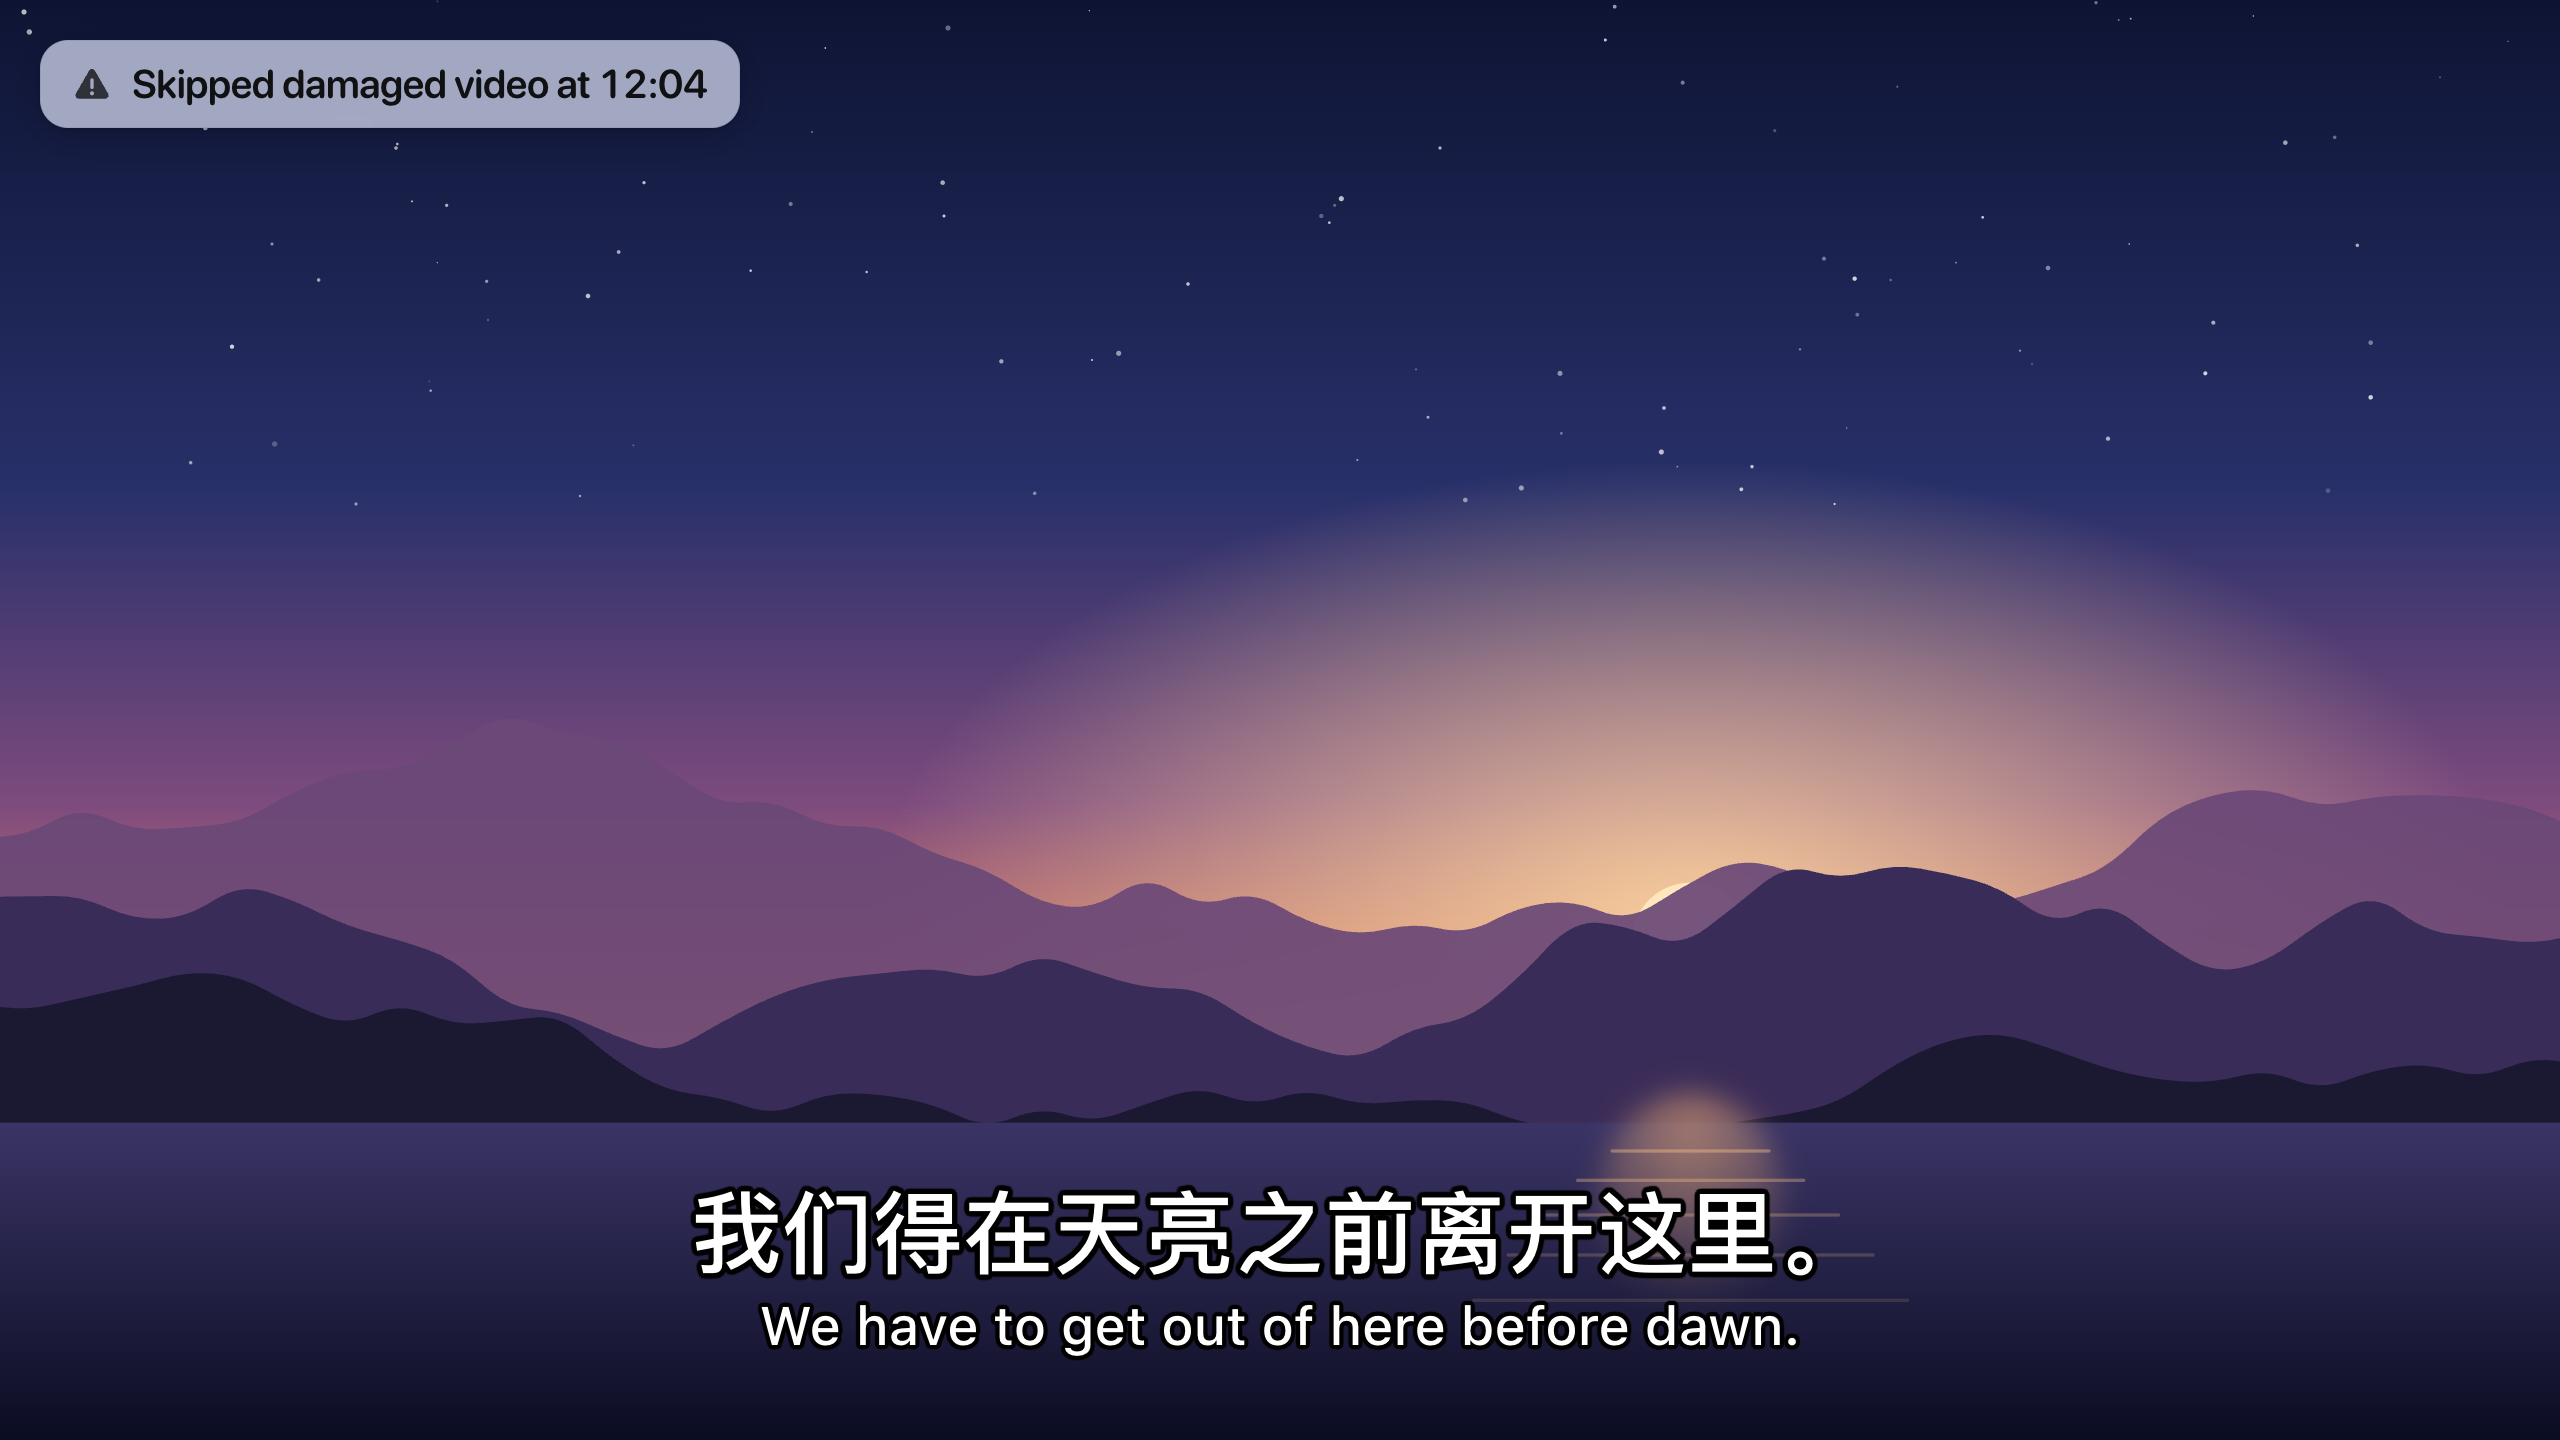 Skipped damaged video at 12:04
我们得在天亮之前离开这里。
We have to get out of here before dawn.